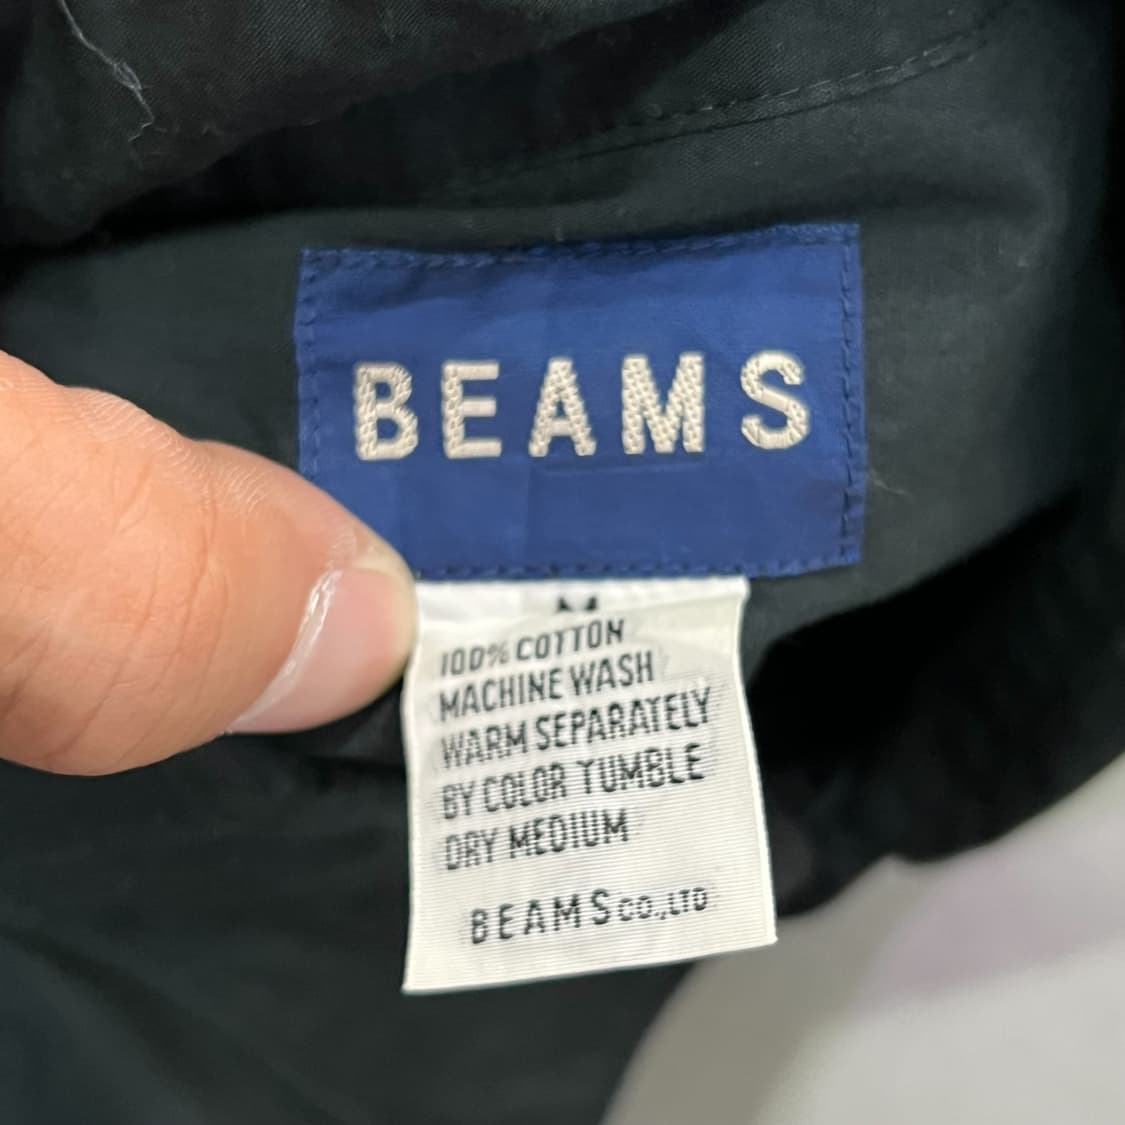 BEAMS
M
100% COTTON
MACHINE WASH
WARM SEPARATELY
BY COLOR TUMBLE
DRY MEDIUM
BEAMS CO.,LTD